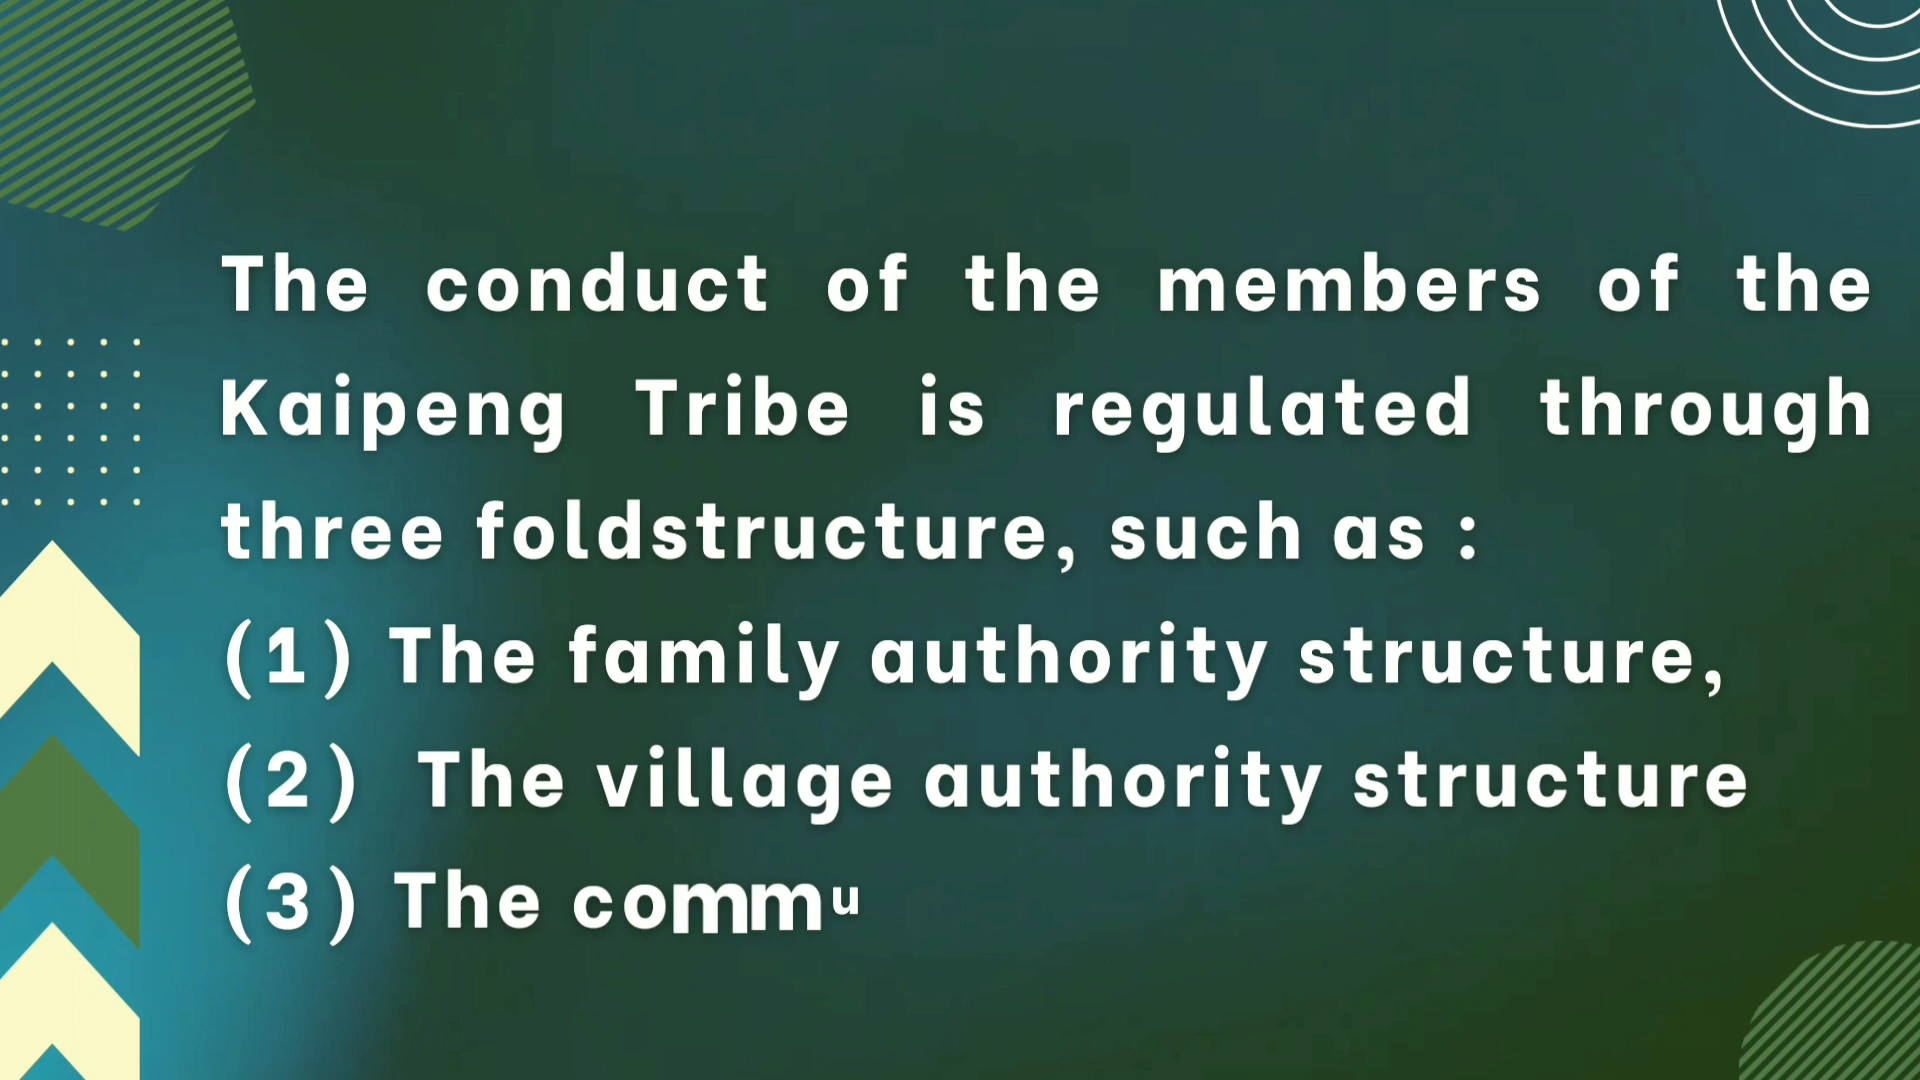 The conduct of the members of the
Kaipeng Tribe is regulated through
three foldstructure, such as :
(1) The family authority structure,
(2) The village authority structure
(3) The commu